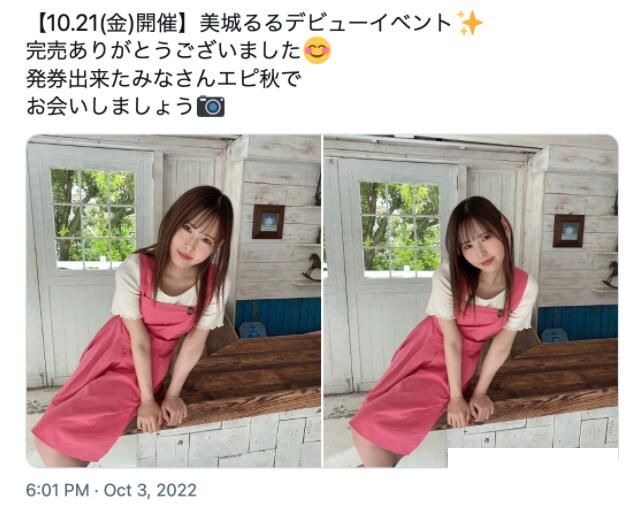 【10.21(金)開催】美城るるデビューイベント✨
完売ありがとうございました😊
発券出来たみなさんエピ秋で
お会いしましょう📷
6:01 PM · Oct 3, 2022